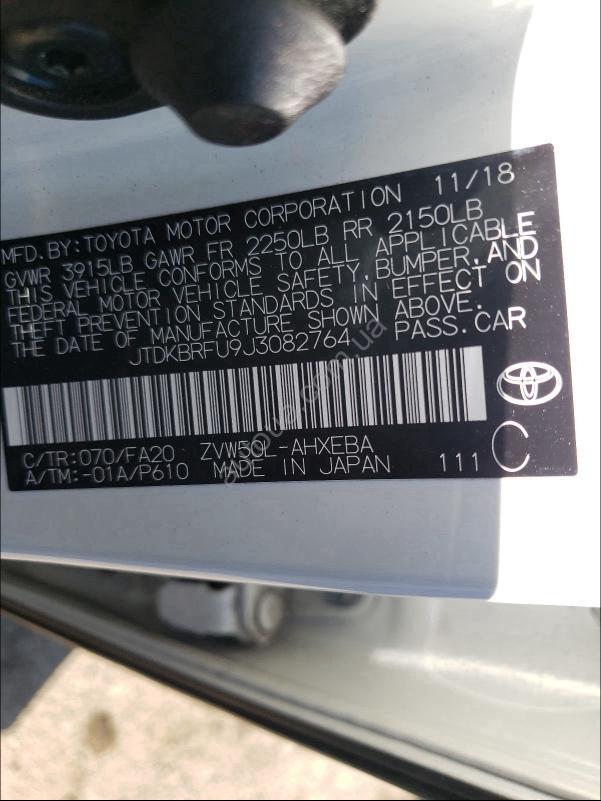 MFD. BY: TOYOTA MOTOR CORPORATION 11/18
GVWR 3915LB GAWR FR 2250LB RR 2150LB
THIS VEHICLE CONFORMS TO ALL APPLICABLE
FEDERAL MOTOR VEHICLE SAFETY, BUMPER, AND
THEFT PREVENTION STANDARDS IN EFFECT ON
THE DATE OF MANUFACTURE SHOWN ABOVE.
JTDKBRFU9J3082764 PASS. CAR
C/TR: 070/FA20 ZVW50L-AHXEBA
A/TM: -01A/P610 MADE IN JAPAN 111 C